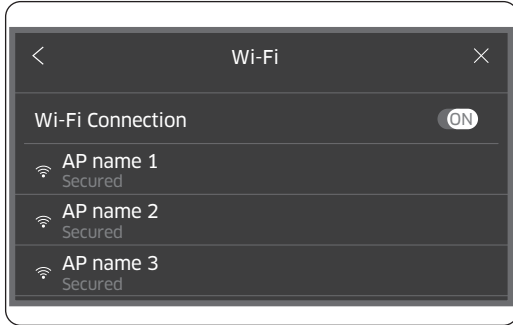 Wi-Fi
Wi-Fi Connection ON
AP name 1
Secured
AP name 2
Secured
AP name 3
Secured